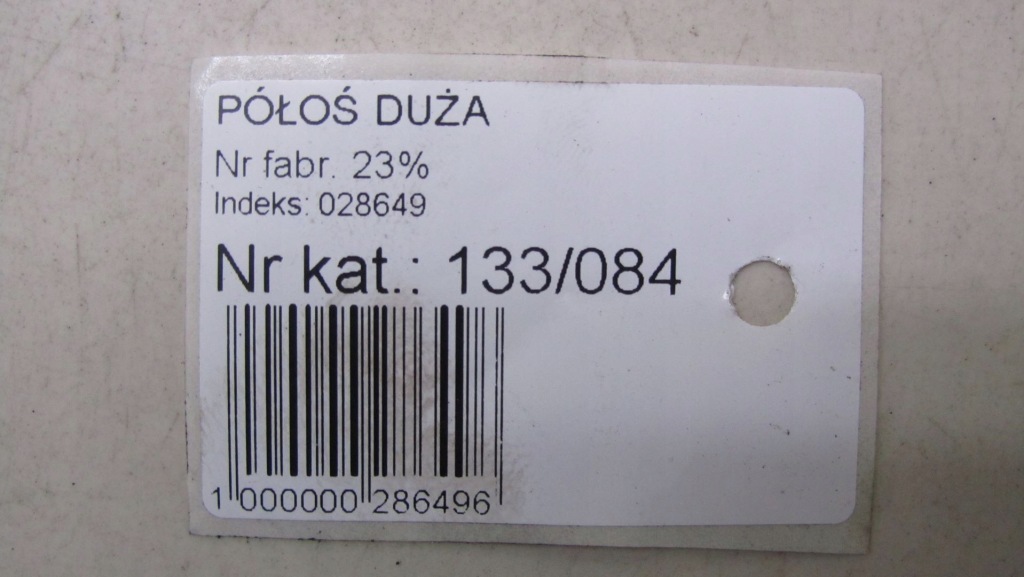 PÓŁOŚ DUŻA
Nr fabr. 23%
Indeks: 028649
Nr kat.: 133/084
1 000000 286496